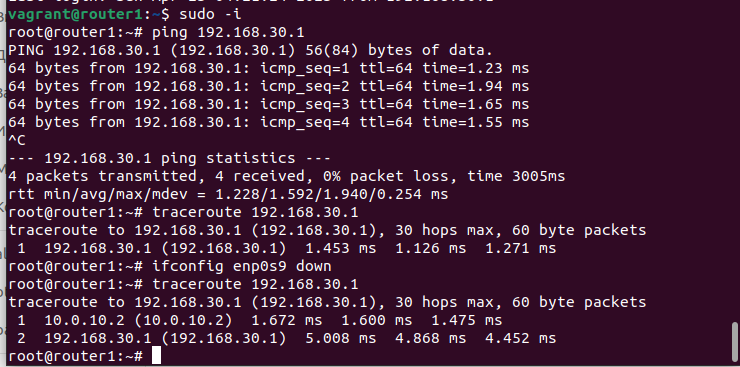 vagrant@router1:~$ sudo -i
root@router1:~# ping 192.168.30.1
PING 192.168.30.1 (192.168.30.1) 56(84) bytes of data.
64 bytes from 192.168.30.1: icmp_seq=1 ttl=64 time=1.23 ms
64 bytes from 192.168.30.1: icmp_seq=2 ttl=64 time=1.94 ms
64 bytes from 192.168.30.1: icmp_seq=3 ttl=64 time=1.65 ms
64 bytes from 192.168.30.1: icmp_seq=4 ttl=64 time=1.55 ms
^C
--- 192.168.30.1 ping statistics ---
4 packets transmitted, 4 received, 0% packet loss, time 3005ms
rtt min/avg/max/mdev = 1.228/1.592/1.940/0.254 ms
root@router1:~# traceroute 192.168.30.1
traceroute to 192.168.30.1 (192.168.30.1), 30 hops max, 60 byte packets
 1  192.168.30.1 (192.168.30.1)  1.453 ms  1.126 ms  1.271 ms
root@router1:~# ifconfig enp0s9 down
root@router1:~# traceroute 192.168.30.1
traceroute to 192.168.30.1 (192.168.30.1), 30 hops max, 60 byte packets
 1  10.0.10.2 (10.0.10.2)  1.672 ms  1.600 ms  1.475 ms
 2  192.168.30.1 (192.168.30.1)  5.008 ms  4.868 ms  4.452 ms
root@router1:~#